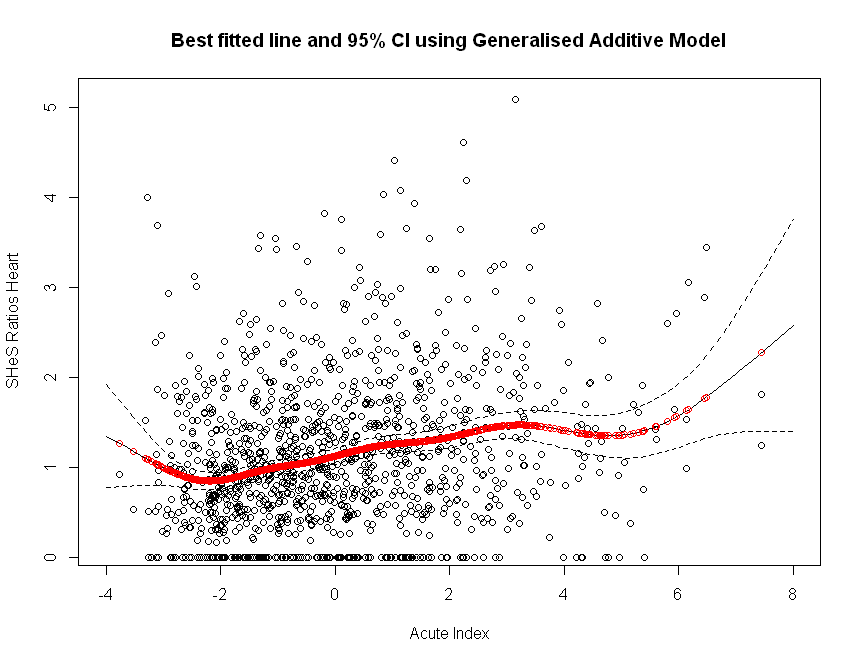 Best fitted line and 95% CI using Generalised Additive Model
5
4
3
2
1
0
SHeS Ratios Heart
-4 -2 0 2 4 6 8
Acute Index